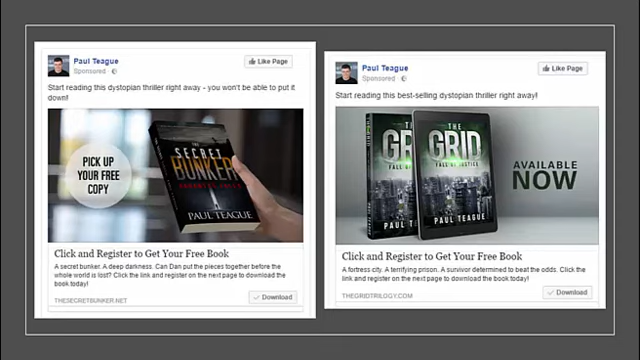 Paul Teague
Sponsored
Like Page
Start reading this dystopian thriller right away - you won't be able to put it
down!
PICK UP
YOUR FREE
COPY
THE
SECRET
BUNKER
PAUL TEAGUE
Click and Register to Get Your Free Book
A secret bunker. A deep darkness. Can Dan put the pieces together before the
whole world is lost? Click the link and register on the next page to download the
book today!
THESECRETBUNKER.NET
Download
Paul Teague
Sponsored
Like Page
Start reading this best-selling dystopian thriller right away!
THE
GRID
FALL OF JUSTICE
PAUL TEAGUE
AVAILABLE
NOW
Click and Register to Get Your Free Book
A fortress city. A terrifying prison. A survivor determined to beat the odds. Click the
link and register on the next page to download the book today!
THEGRIDTRILOGY.COM
Download